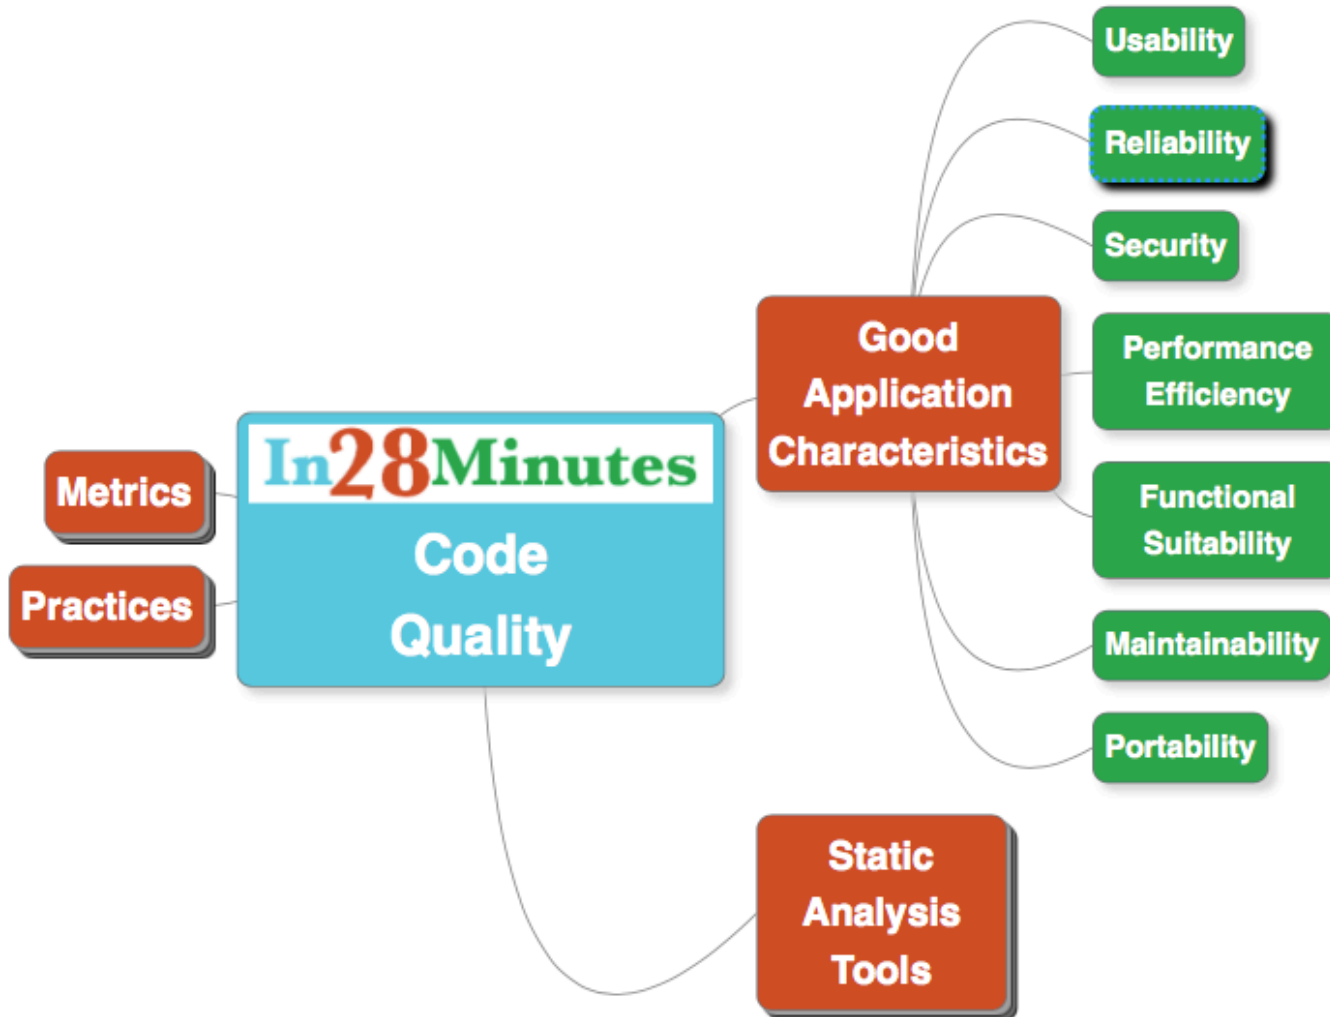 Usability
Reliability
Security
Good
Application
Characteristics
Performance
Efficiency
Functional
Suitability
Maintainability
Portability
In28Minutes
Code
Quality
Metrics
Practices
Static
Analysis
Tools